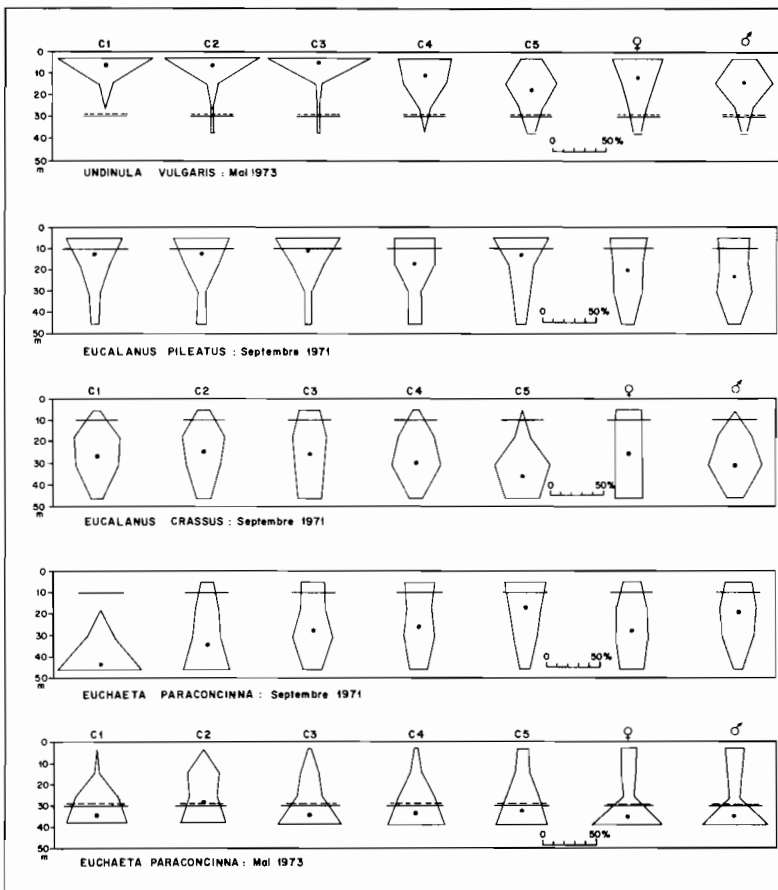 C1 C2 C3 C4 C5 ♀ ♂
0
10
20
30
40
50
m
0 50%
UNDINULA VULGARIS : Mai 1973
0
10
20
30
40
50
m
0 50%
EUCALANUS PILEATUS : Septembre 1971
C1 C2 C3 C4 C5 ♀ ♂
0
10
20
30
40
50
m
0 50%
EUCALANUS CRASSUS : Septembre 1971
0
10
20
30
40
50
m
0 50%
EUCHAETA PARACONCINNA : Septembre 1971
C1 C2 C3 C4 C5 ♀ ♂
0
10
20
30
40
50
m
0 50%
EUCHAETA PARACONCINNA : Mai 1973